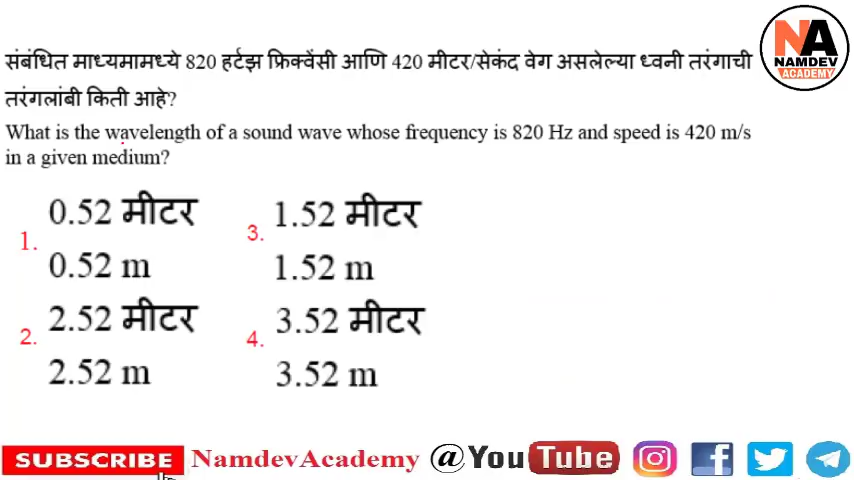 संबंधित माध्यमामध्ये 820 हर्टझ फ्रिक्वेंसी आणि 420 मीटर/सेकंद वेग असलेल्या ध्वनी तरंगाची
तरंगलांबी किती आहे?
What is the wavelength of a sound wave whose frequency is 820 Hz and speed is 420 m/s
in a given medium?
NA
NAMDEV
ACADEMY
1.
0.52 मीटर
0.52 m
2.
2.52 मीटर
2.52 m
3.
1.52 मीटर
1.52 m
4.
3.52 मीटर
3.52 m
SUBSCRIBE NamdevAcademy @YouTube